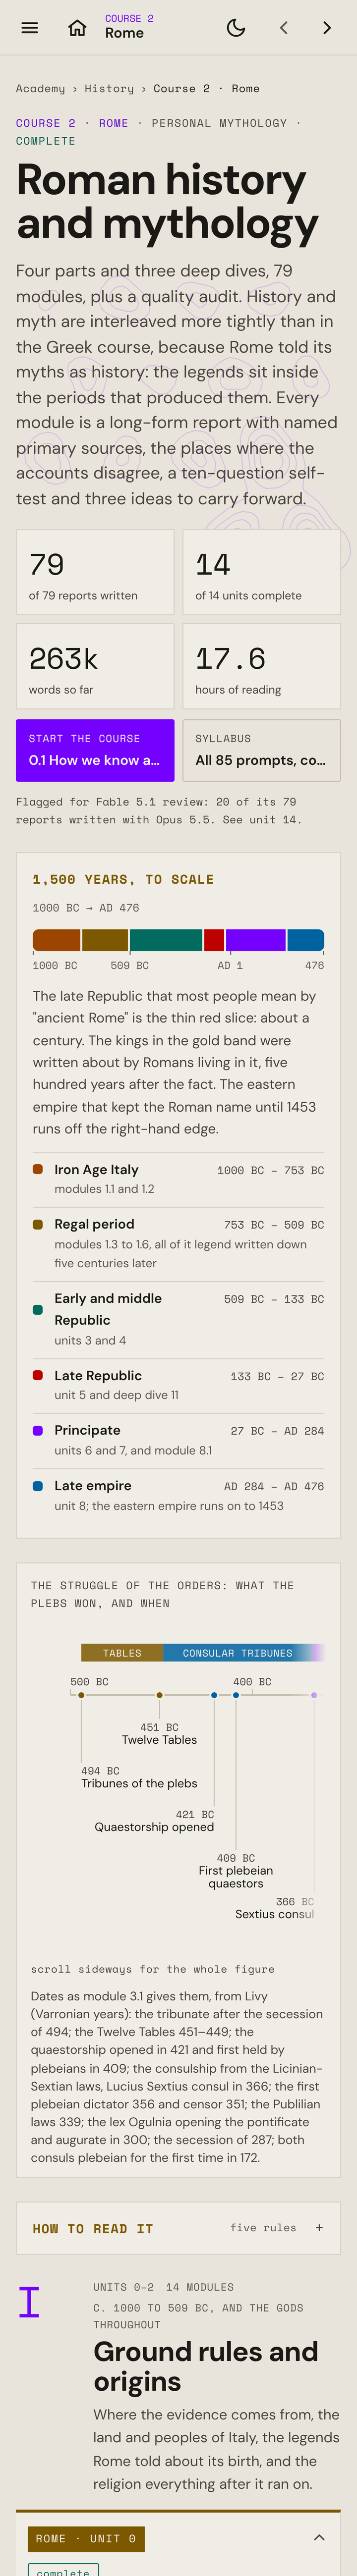 COURSE 2
Rome
Academy › History › Course 2 · Rome
COURSE 2 · ROME · PERSONAL MYTHOLOGY ·
COMPLETE
Roman history
and mythology
Four parts and three deep dives, 79
modules, plus a quality audit. History and
myth are interleaved more tightly than in
the Greek course, because Rome told its
myths as history: the legends sit inside
the periods that produced them. Every
module is a long-form report with named
primary sources, the places where the
accounts disagree, a ten-question self-
test and three ideas to carry forward.
79
of 79 reports written
14
of 14 units complete
263k
words so far
17.6
hours of reading
START THE COURSE
0.1 How we know a...
SYLLABUS
All 85 prompts, co...
Flagged for Fable 5.1 review: 20 of its 79
reports written with Opus 5.5. See unit 14.
1,500 YEARS, TO SCALE
1000 BC → AD 476
1000 BC 509 BC AD 1 476
The late Republic that most people mean by
"ancient Rome" is the thin red slice: about a
century. The kings in the gold band were
written about by Romans living in it, five
hundred years after the fact. The eastern
empire that kept the Roman name until 1453
runs off the right-hand edge.
Iron Age Italy 1000 BC – 753 BC
modules 1.1 and 1.2
Regal period 753 BC – 509 BC
modules 1.3 to 1.6, all of it legend written down
five centuries later
Early and middle 509 BC – 133 BC
Republic
units 3 and 4
Late Republic 133 BC – 27 BC
unit 5 and deep dive 11
Principate 27 BC – AD 284
units 6 and 7, and module 8.1
Late empire AD 284 – AD 476
unit 8; the eastern empire runs on to 1453
THE STRUGGLE OF THE ORDERS: WHAT THE
PLEBS WON, AND WHEN
TABLES CONSULAR TRIBUNES
500 BC 400 BC
451 BC
Twelve Tables
494 BC
Tribunes of the plebs
421 BC
Quaestorship opened
409 BC
First plebeian
quaestors
366 BC
Sextius consul
scroll sideways for the whole figure
Dates as module 3.1 gives them, from Livy
(Varronian years): the tribunate after the secession
of 494; the Twelve Tables 451–449; the
quaestorship opened in 421 and first held by
plebeians in 409; the consulship from the Licinian-
Sextian laws, Lucius Sextius consul in 366; the first
plebeian dictator 356 and censor 351; the Publilian
laws 339; the lex Ogulnia opening the pontificate
and augurate in 300; the secession of 287; both
consuls plebeian for the first time in 172.
HOW TO READ IT five rules +
I
UNITS 0–2 14 MODULES
C. 1000 TO 509 BC, AND THE GODS
THROUGHOUT
Ground rules and
origins
Where the evidence comes from, the
land and peoples of Italy, the legends
Rome told about its birth, and the
religion everything after it ran on.
ROME · UNIT 0
complete